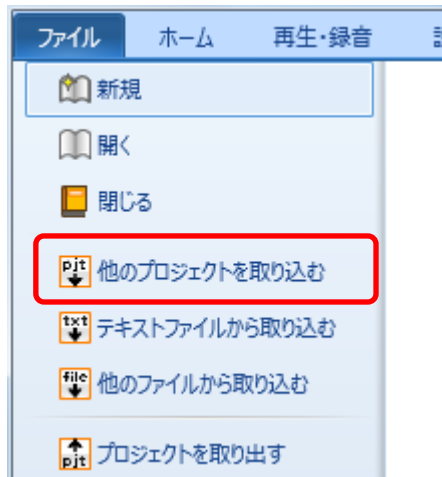 ファイル ホーム 再生・録音
新規
開く
閉じる
pjt 他のプロジェクトを取り込む
txt テキストファイルから取り込む
file 他のファイルから取り込む
pjt プロジェクトを取り出す